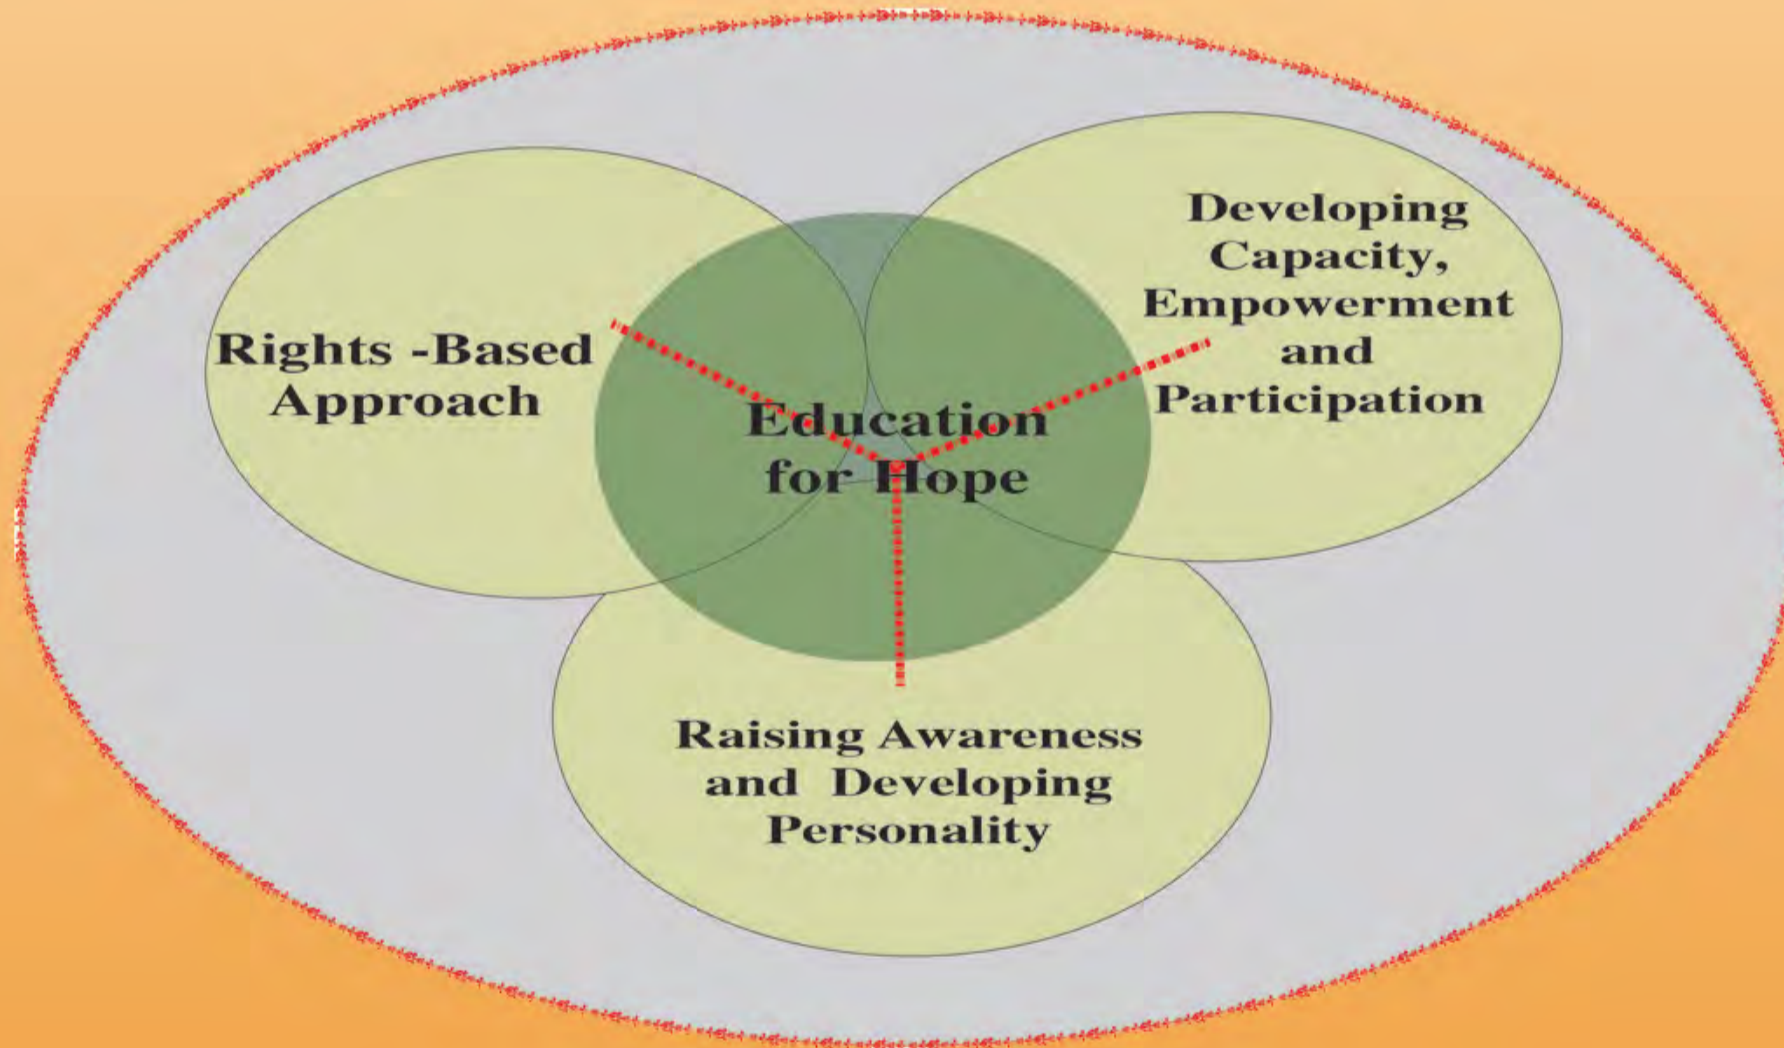 Rights -Based
Approach
Developing
Capacity,
Empowerment
and
Participation
Education
for Hope
Raising Awareness
and Developing
Personality